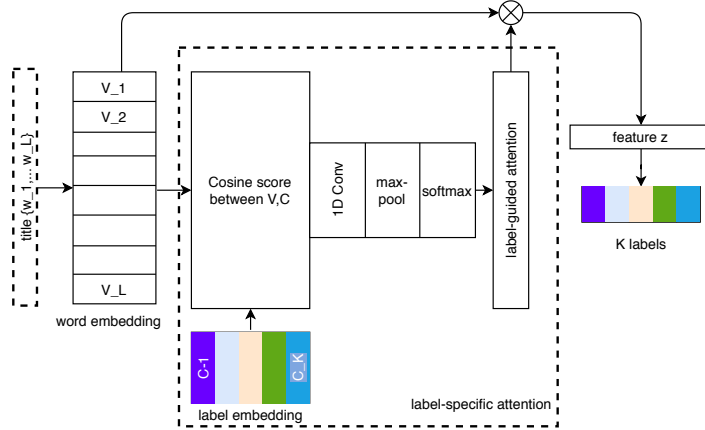 title {w_1,... w_L}
V_1
V_2
V_L
word embedding
Cosine score
between V,C
1D Conv
max-
pool
softmax
label-guided attention
C-1
C_K
label embedding
label-specific attention
feature z
K labels